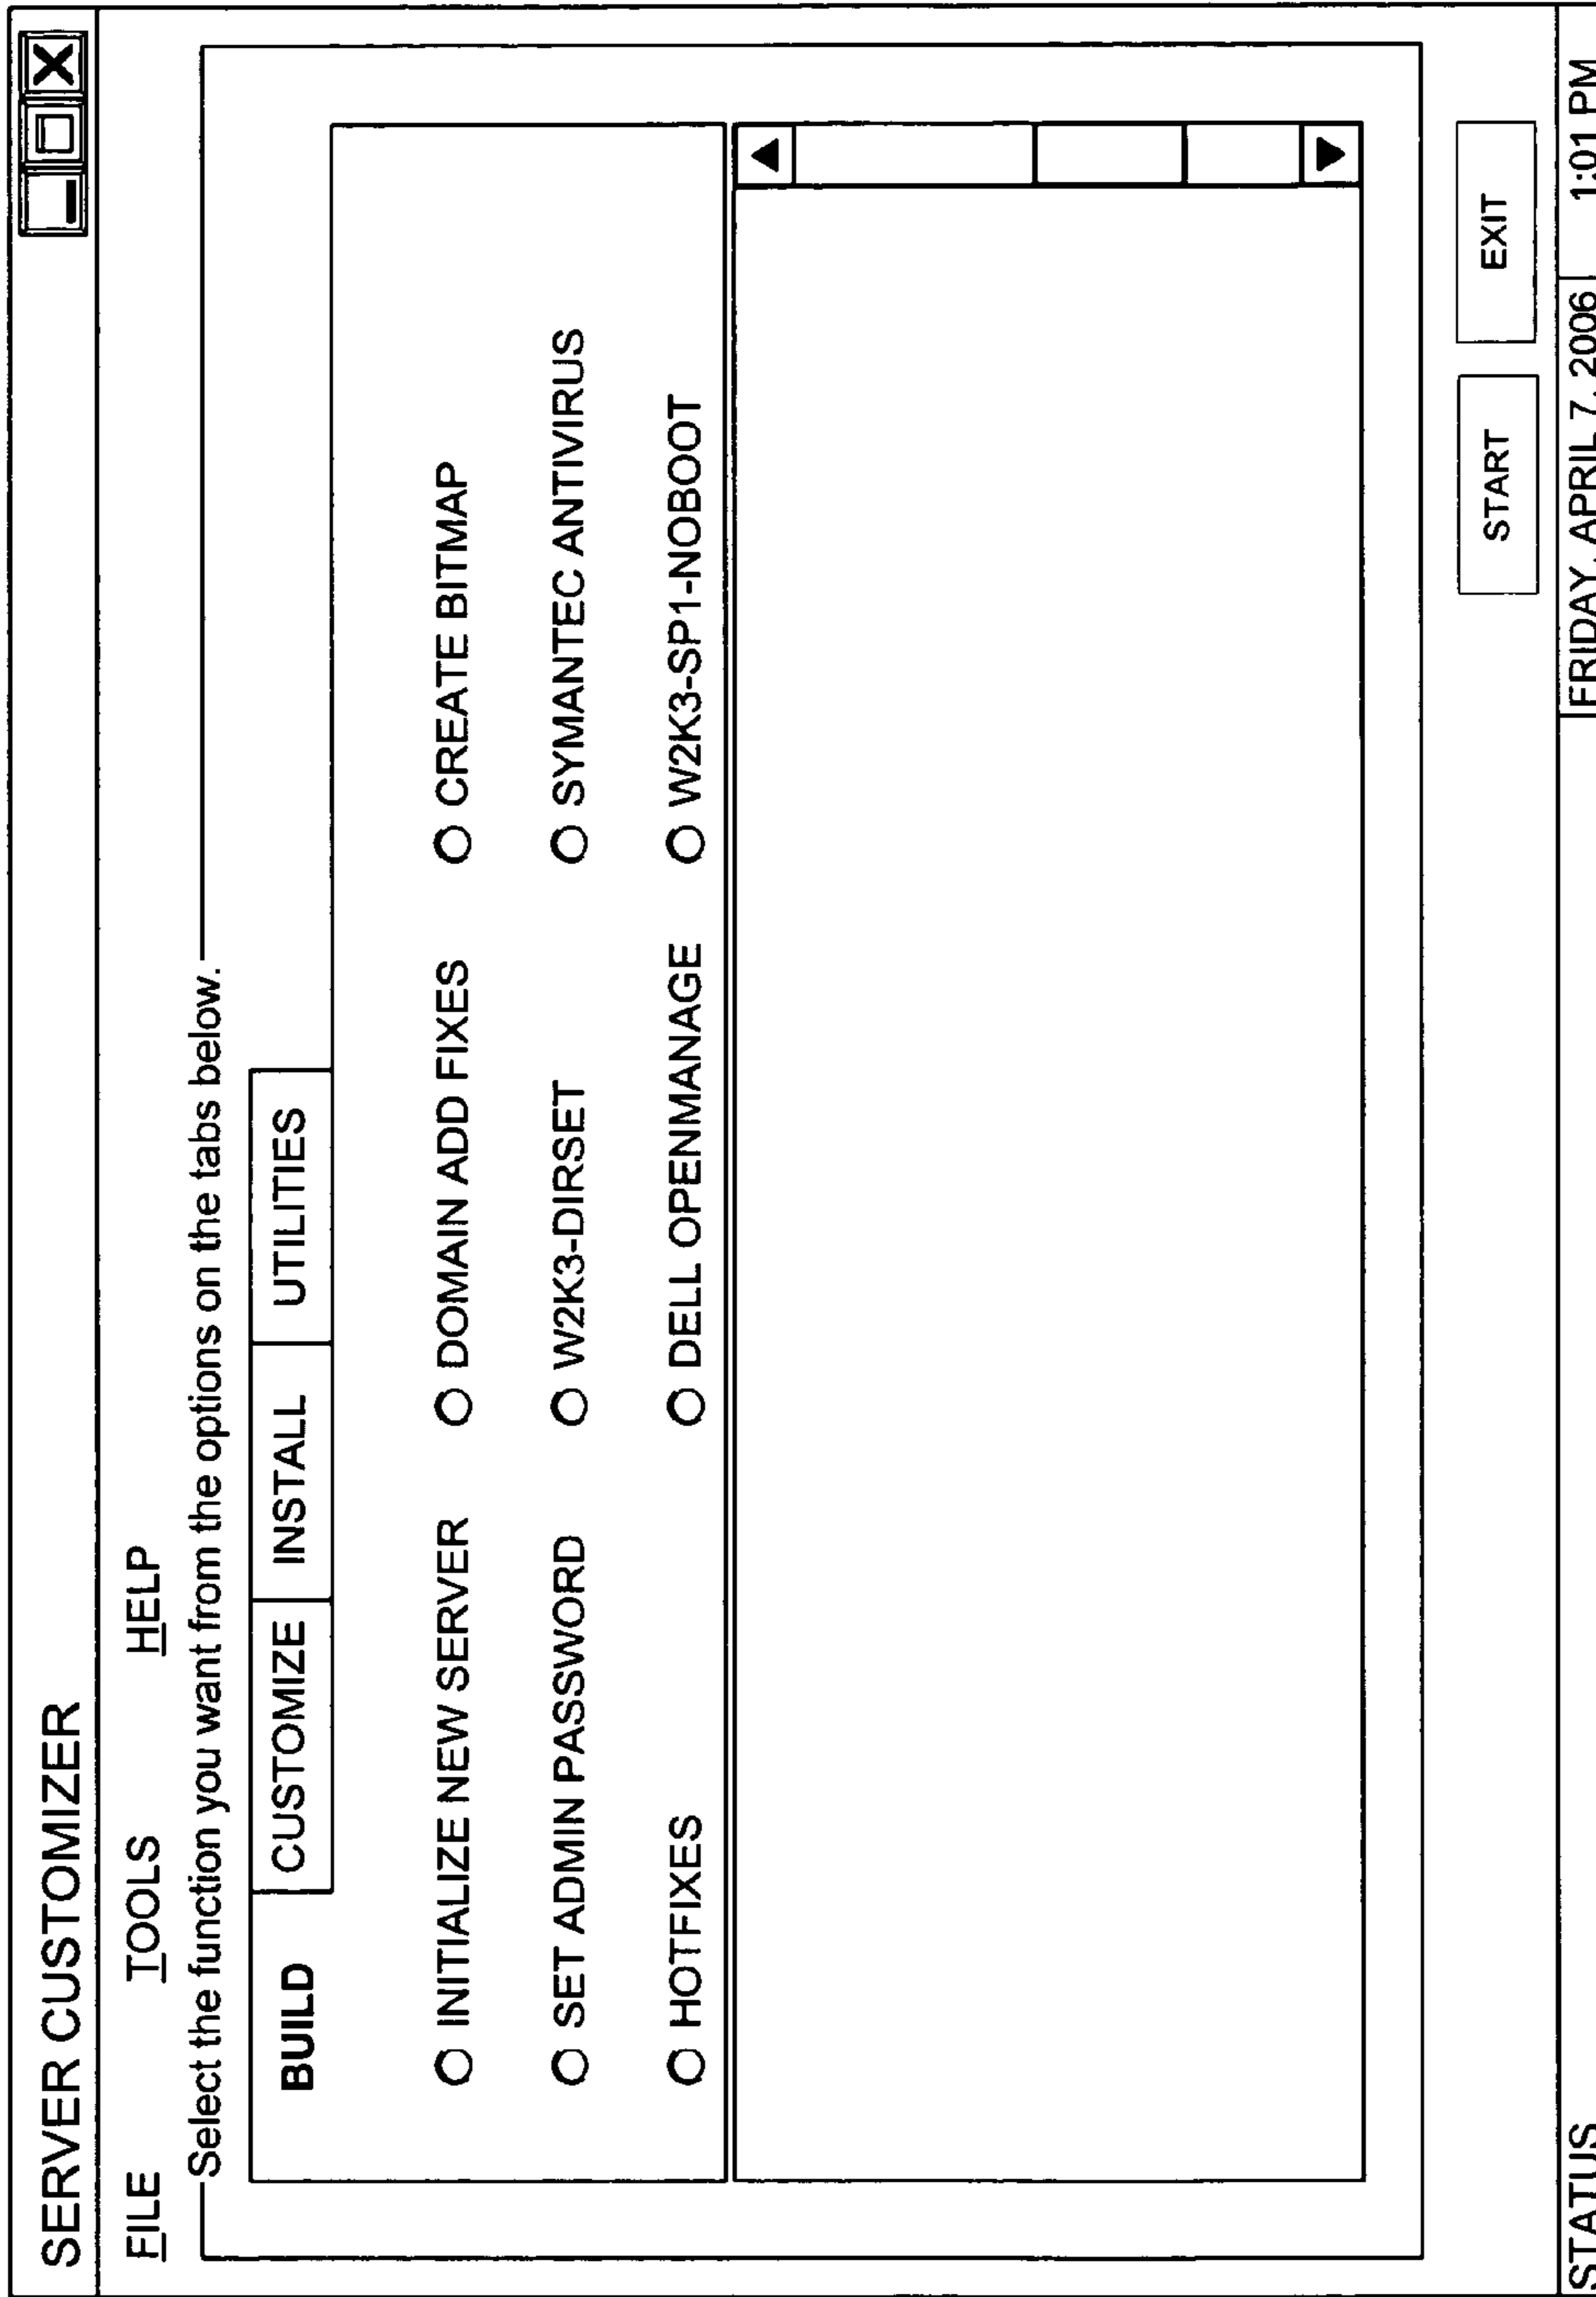 SERVER CUSTOMIZER
FILE TOOLS HELP
Select the function you want from the options on the tabs below.
BUILD CUSTOMIZE INSTALL UTILITIES
INITIALIZE NEW SERVER DOMAIN ADD FIXES CREATE BITMAP
SET ADMIN PASSWORD W2K3-DIRSET SYMANTEC ANTIVIRUS
HOTFIXES DELL OPENMANAGE W2K3-SP1-NOBOOT
START EXIT
STATUS FRIDAY, APRIL 7, 2006 1:01 PM